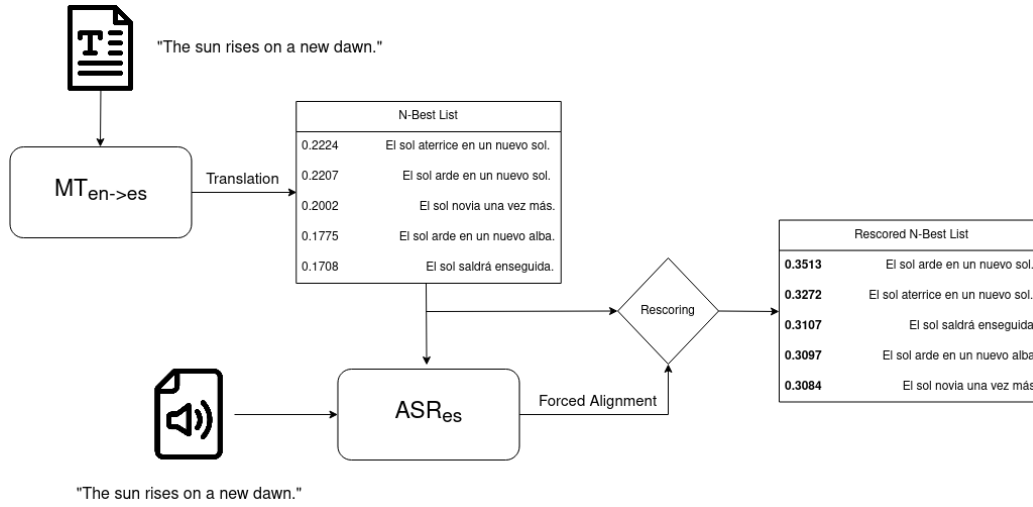 "The sun rises on a new dawn."
MTen->es
Translation
N-Best List
0.2224 El sol aterrice en un nuevo sol.
0.2207 El sol arde en un nuevo sol.
0.2002 El sol novia una vez más.
0.1775 El sol arde en un nuevo alba.
0.1708 El sol saldrá enseguida.
Rescoring
Rescored N-Best List
0.3513 El sol arde en un nuevo sol.
0.3272 El sol aterrice en un nuevo sol.
0.3107 El sol saldrá enseguida
0.3097 El sol arde en un nuevo alba
0.3084 El sol novia una vez más
ASRes
Forced Alignment
"The sun rises on a new dawn."